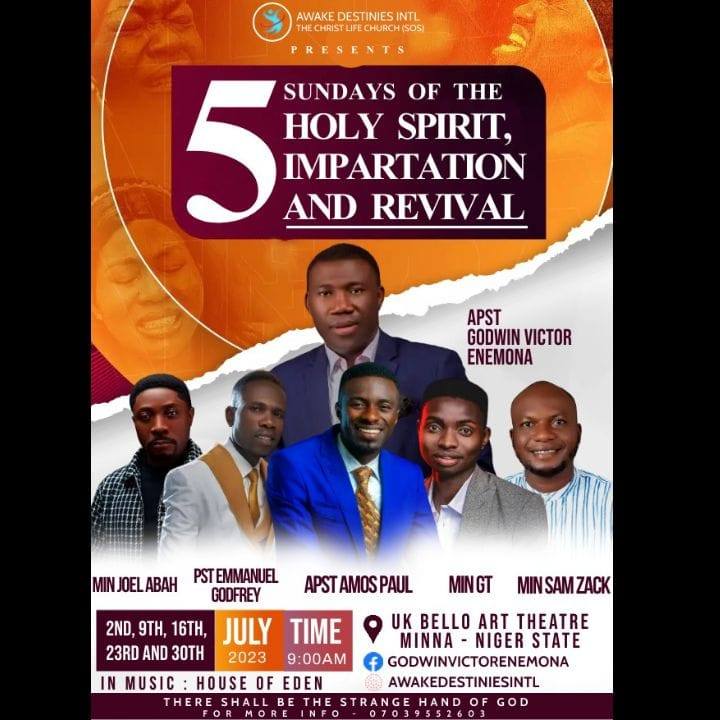 AWAKE DESTINIES INTL
THE CHRIST LIFE CHURCH (SOS)
PRESENTS
5
SUNDAYS OF THE
HOLY SPIRIT,
IMPARTATION
AND REVIVAL
APST
GODWIN VICTOR
ENEMONA
MIN JOEL ABAH
PST EMMANUEL
GODFREY
APST AMOS PAUL
MIN GT
MIN SAM ZACK
2ND, 9TH, 16TH,
23RD AND 30TH
JULY
2023
TIME
9:00AM
UK BELLO ART THEATRE
MINNA - NIGER STATE
GODWINVICTORENEMONA
AWAKEDESTINIESINTL
IN MUSIC : HOUSE OF EDEN
THERE SHALL BE THE STRANGE HAND OF GOD
FOR MORE INFO - 07039552603